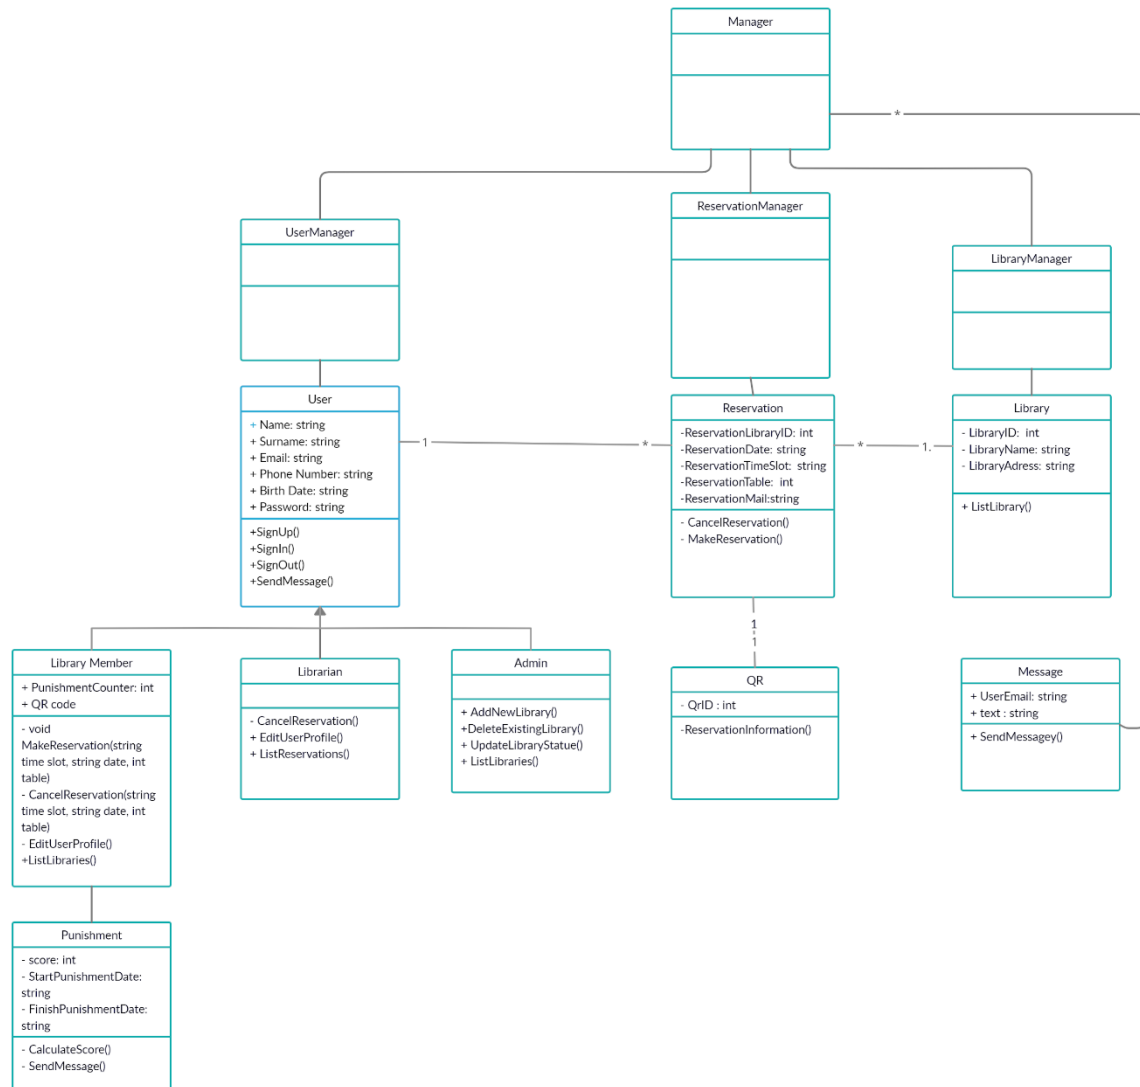 Manager
*
ReservationManager
UserManager
LibraryManager
User
+ Name: string
+ Surname: string
+ Email: string
+ Phone Number: string
+ Birth Date: string
+ Password: string
+SignUp()
+SignIn()
+SignOut()
+SendMessage()
1
*
Reservation
-ReservationLibraryID: int
-ReservationDate: string
-ReservationTimeSlot: string
-ReservationTable: int
-ReservationMail:string
- CancelReservation()
- MakeReservation()
*
1.
Library
- LibraryID: int
- LibraryName: string
- LibraryAdress: string
+ ListLibrary()
1
1
Library Member
+ PunishmentCounter: int
+ QR code
- void
MakeReservation(string
time slot, string date, int
table)
- CancelReservation(string
time slot, string date, int
table)
- EditUserProfile()
+ListLibraries()
Librarian
- CancelReservation()
+ EditUserProfile()
+ ListReservations()
Admin
+ AddNewLibrary()
+DeleteExistingLibrary()
+ UpdateLibraryStatue()
+ ListLibraries()
QR
- QrID : int
-ReservationInformation()
Message
+ UserEmail: string
+ text : string
+ SendMessagey()
Punishment
- score: int
- StartPunishmentDate:
string
- FinishPunishmentDate:
string
- CalculateScore()
- SendMessage()